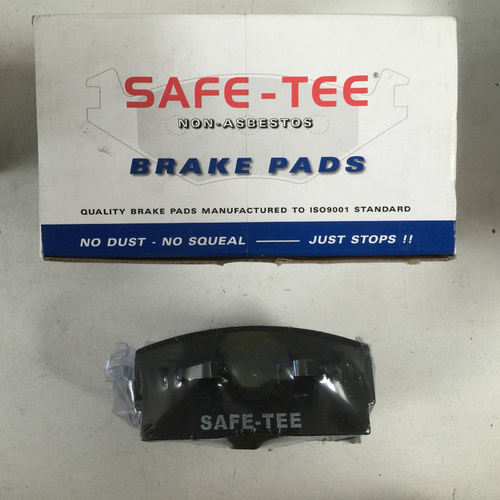 SAFE-TEE®
NON-ASBESTOS
BRAKE PADS
QUALITY BRAKE PADS MANUFACTURED TO ISO9001 STANDARD
NO DUST - NO SQUEAL —— JUST STOPS !!
SAFE-TEE